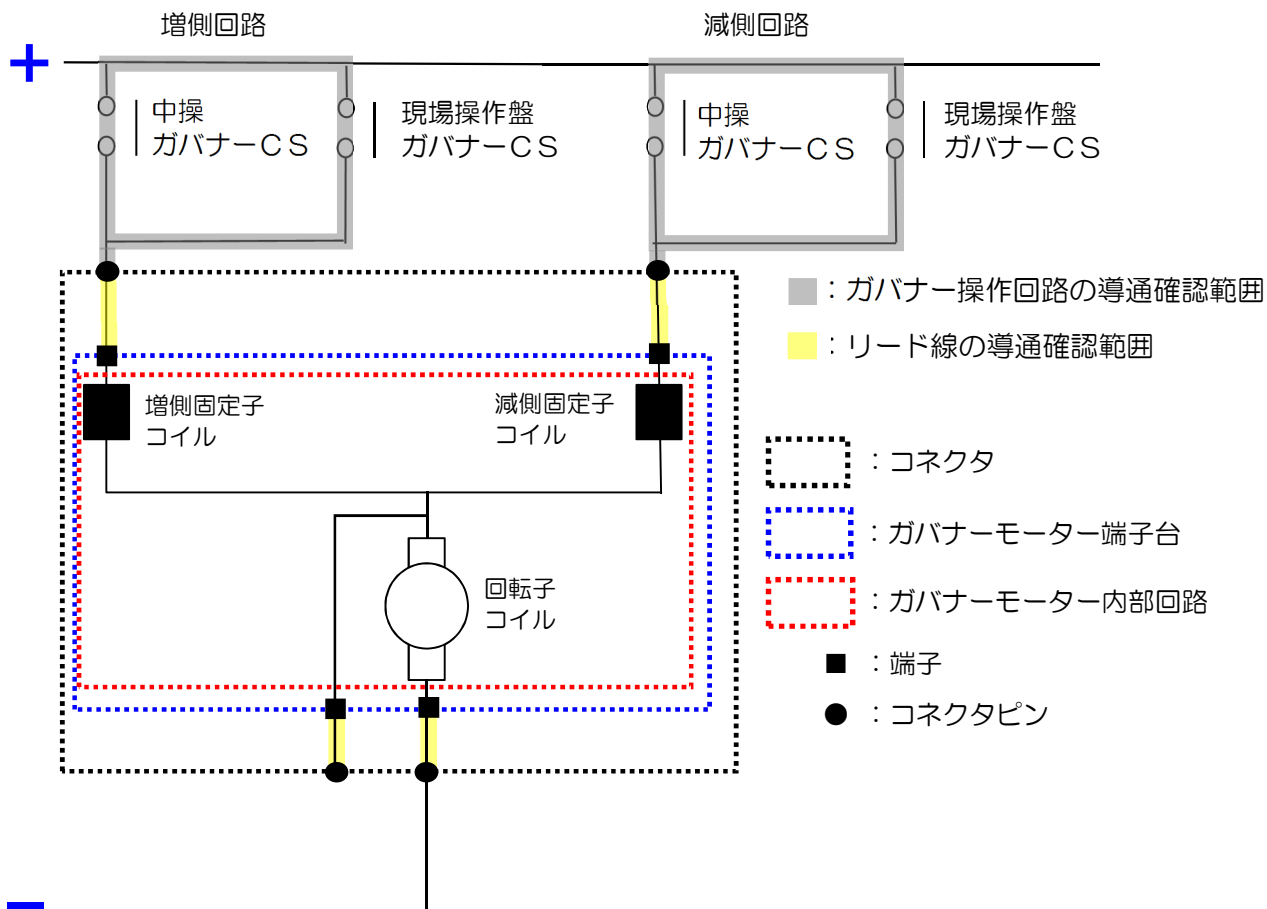 増側回路
減側回路
+
中操
ガバナーCS
現場操作盤
ガバナーCS
中操
ガバナーCS
現場操作盤
ガバナーCS
:ガバナー操作回路の導通確認範囲
:リード線の導通確認範囲
増側固定子
コイル
減側固定子
コイル
:コネクタ
:ガバナーモーター端子台
回転子
コイル
:ガバナーモーター内部回路
:端子
:コネクタピン
−